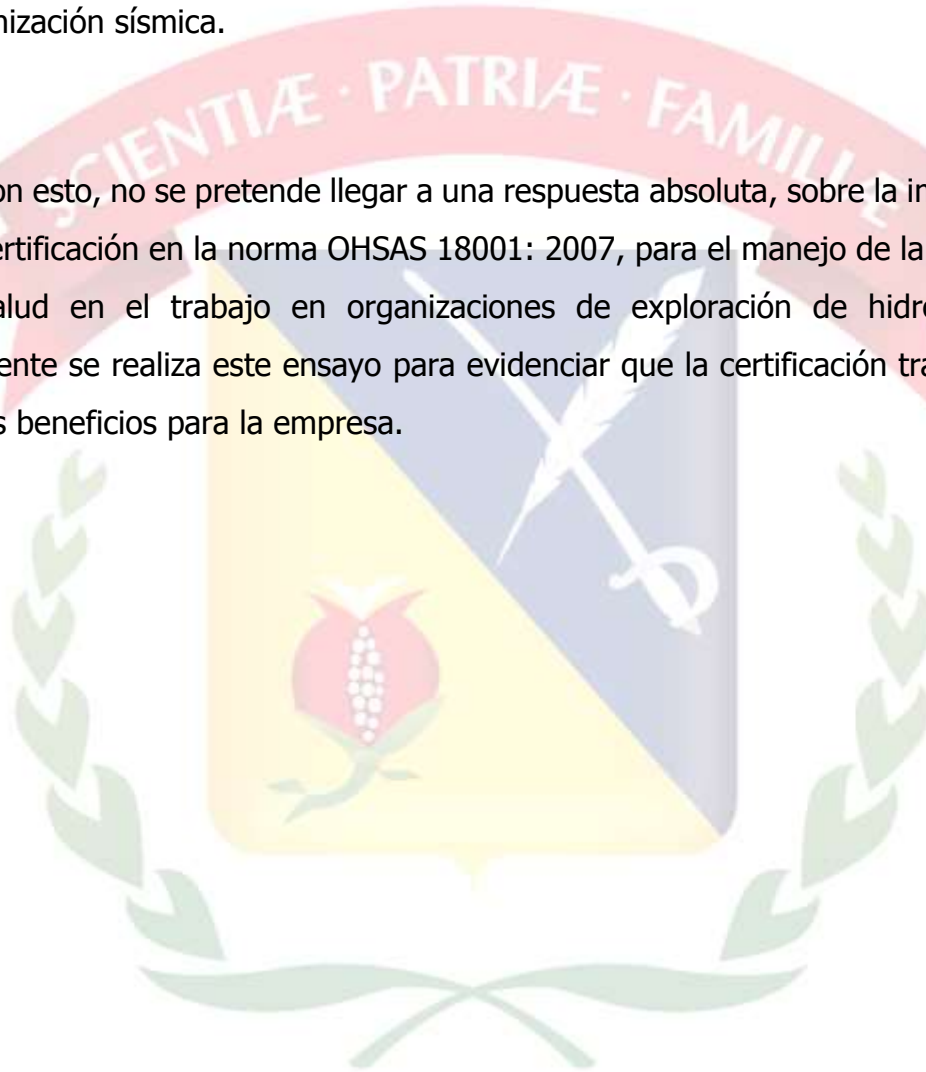 nización sísmica.
SCIENTIÆ · PATRIÆ · FAMILIÆ
on esto, no se pretende llegar a una respuesta absoluta, sobre la in
ertificación en la norma OHSAS 18001: 2007, para el manejo de la
alud en el trabajo en organizaciones de exploración de hidro
ente se realiza este ensayo para evidenciar que la certificación tra
s beneficios para la empresa.